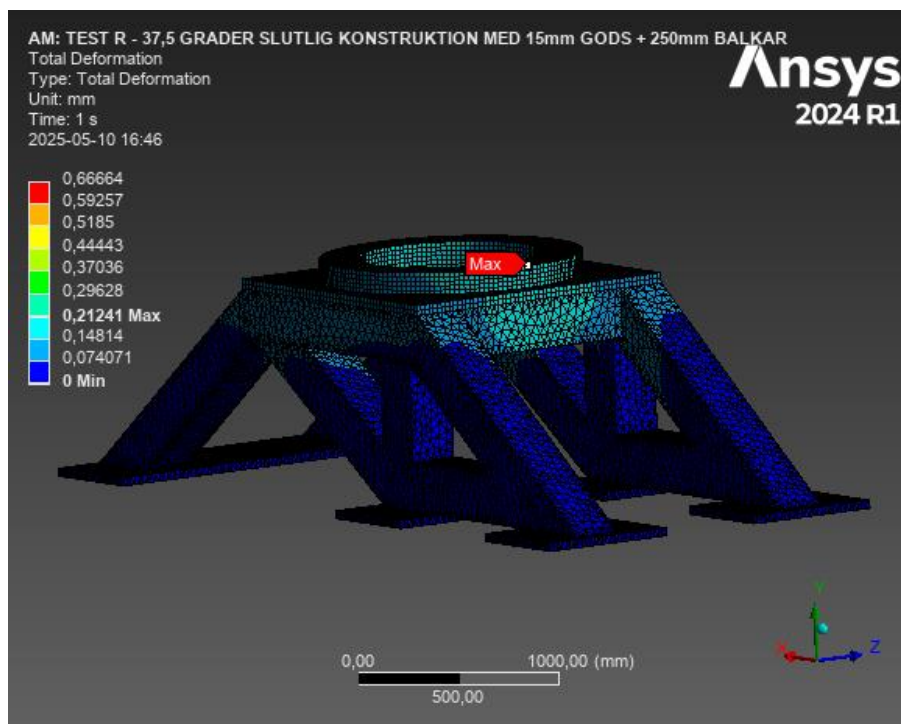 AM: TEST R - 37,5 GRADER SLUTLIG KONSTRUKTION MED 15mm GODS + 250mm BALKAR
Total Deformation
Type: Total Deformation
Unit: mm
Time: 1 s
2025-05-10 16:46
Ansys
2024 R1
0,66664
0,59257
0,5185
0,44443
0,37036
0,29628
0,21241 Max
0,14814
0,074071
0 Min
Max
0,00
1000,00 (mm)
500,00
Y
X
Z